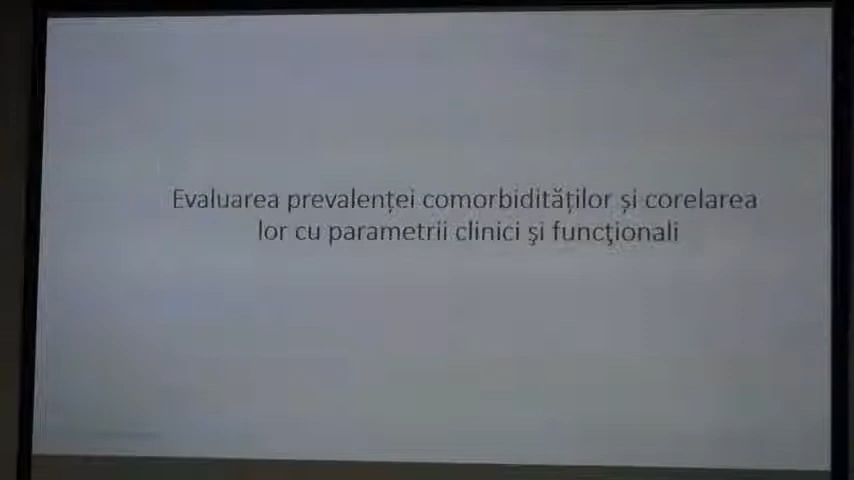 Evaluarea prevalenței comorbidităților și corelarea
lor cu parametrii clinici şi funcţionali